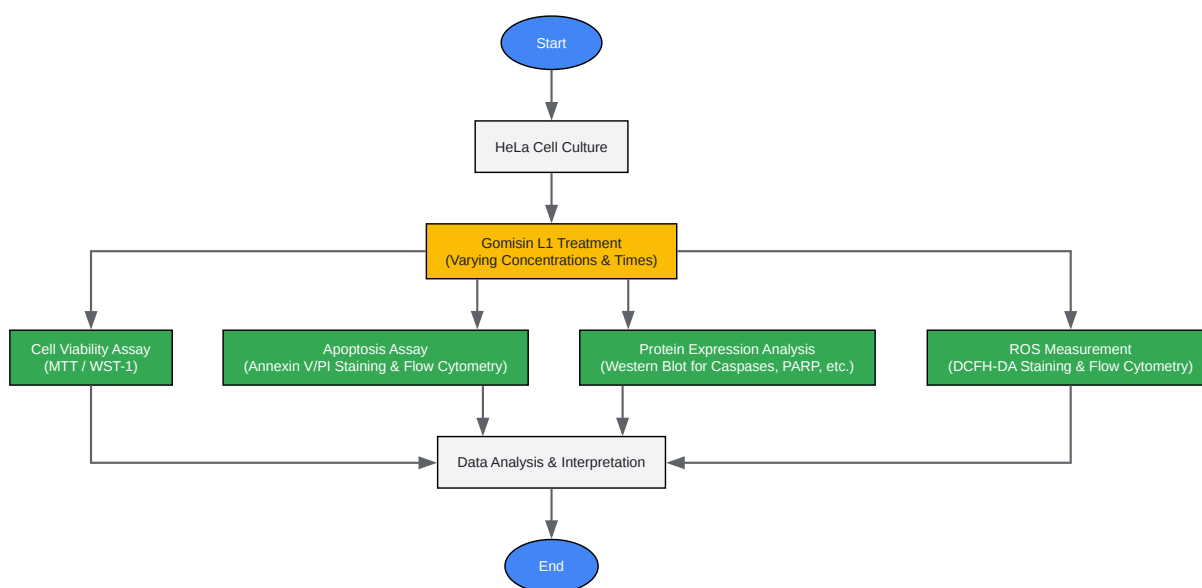 Start
HeLa Cell Culture
Gomisin L1 Treatment
(Varying Concentrations & Times)
Cell Viability Assay
(MTT / WST-1)
Apoptosis Assay
(Annexin V/PI Staining & Flow Cytometry)
Protein Expression Analysis
(Western Blot for Caspases, PARP, etc.)
ROS Measurement
(DCFH-DA Staining & Flow Cytometry)
Data Analysis & Interpretation
End